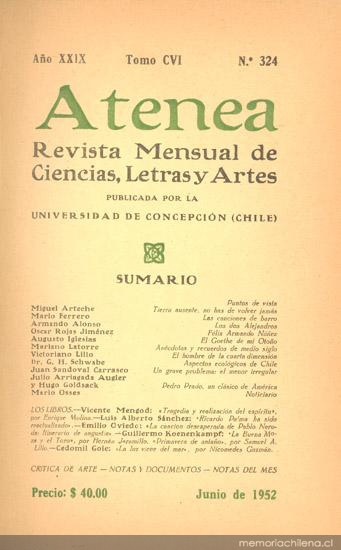 Año XXIX Tomo CVI N.° 324
Atenea
Revista Mensual de
Ciencias, Letras y Artes
PUBLICADA POR LA
UNIVERSIDAD DE CONCEPCIÓN (CHILE)
SUMARIO
Puntos de vista
Miguel Arteche Tierra ausente, no has de volver jamás
Mario Ferrero Las canciones de barro
Armando Alonso Los dos Alejandros
Oscar Rojas Jiménez Félix Armando Núñez
Augusto Iglesias El Goethe de mi Otoño
Mariano Latorre Anécdotas y recuerdos de medio siglo
Victoriano Lillo El hombre de la cuarta dimensión
Dr. G. H. Schwabe Aspectos ecológicos de Chile
Juan Sandoval Carrasco Un grave problema: el menor irregular
Julio Arriagada Augier
y Hugo Goldsack Pedro Prado, un clásico de América
Mario Osses Noticiario
LOS LIBROS.—Vicente Mengod: «Tragedia y realización del espíritu»,
por Enrique Molina.—Luis Alberto Sánchez: «Ricardo Palma ha sido
reactualizado».—Emilio Oviedo: «La canción desesperada de Pablo Neru-
da: itinerario de angustia».—Guillermo Koenenkampf: «La Buena Mo-
za y el Toro», por Hernán Jaramillo. «Primavera de antaño», por Samuel A.
Lillo.—Cedomil Goic: «La luz viene del mar», por Nicomedes Guzmán.
CRITICA DE ARTE — NOTAS Y DOCUMENTOS — NOTAS DEL MES
Precio: $ 40.00 Junio de 1952
memoriachilena.cl